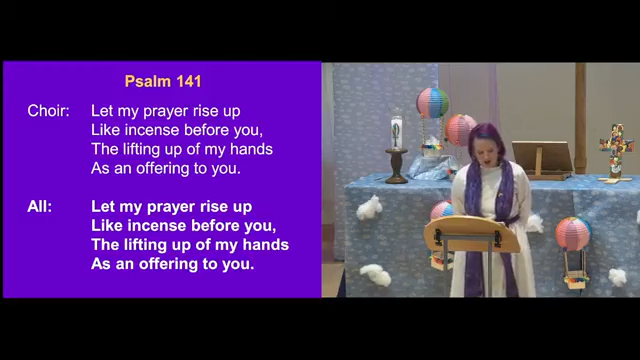 Psalm 141
Choir: Let my prayer rise up
Like incense before you,
The lifting up of my hands
As an offering to you.
All: Let my prayer rise up
Like incense before you,
The lifting up of my hands
As an offering to you.